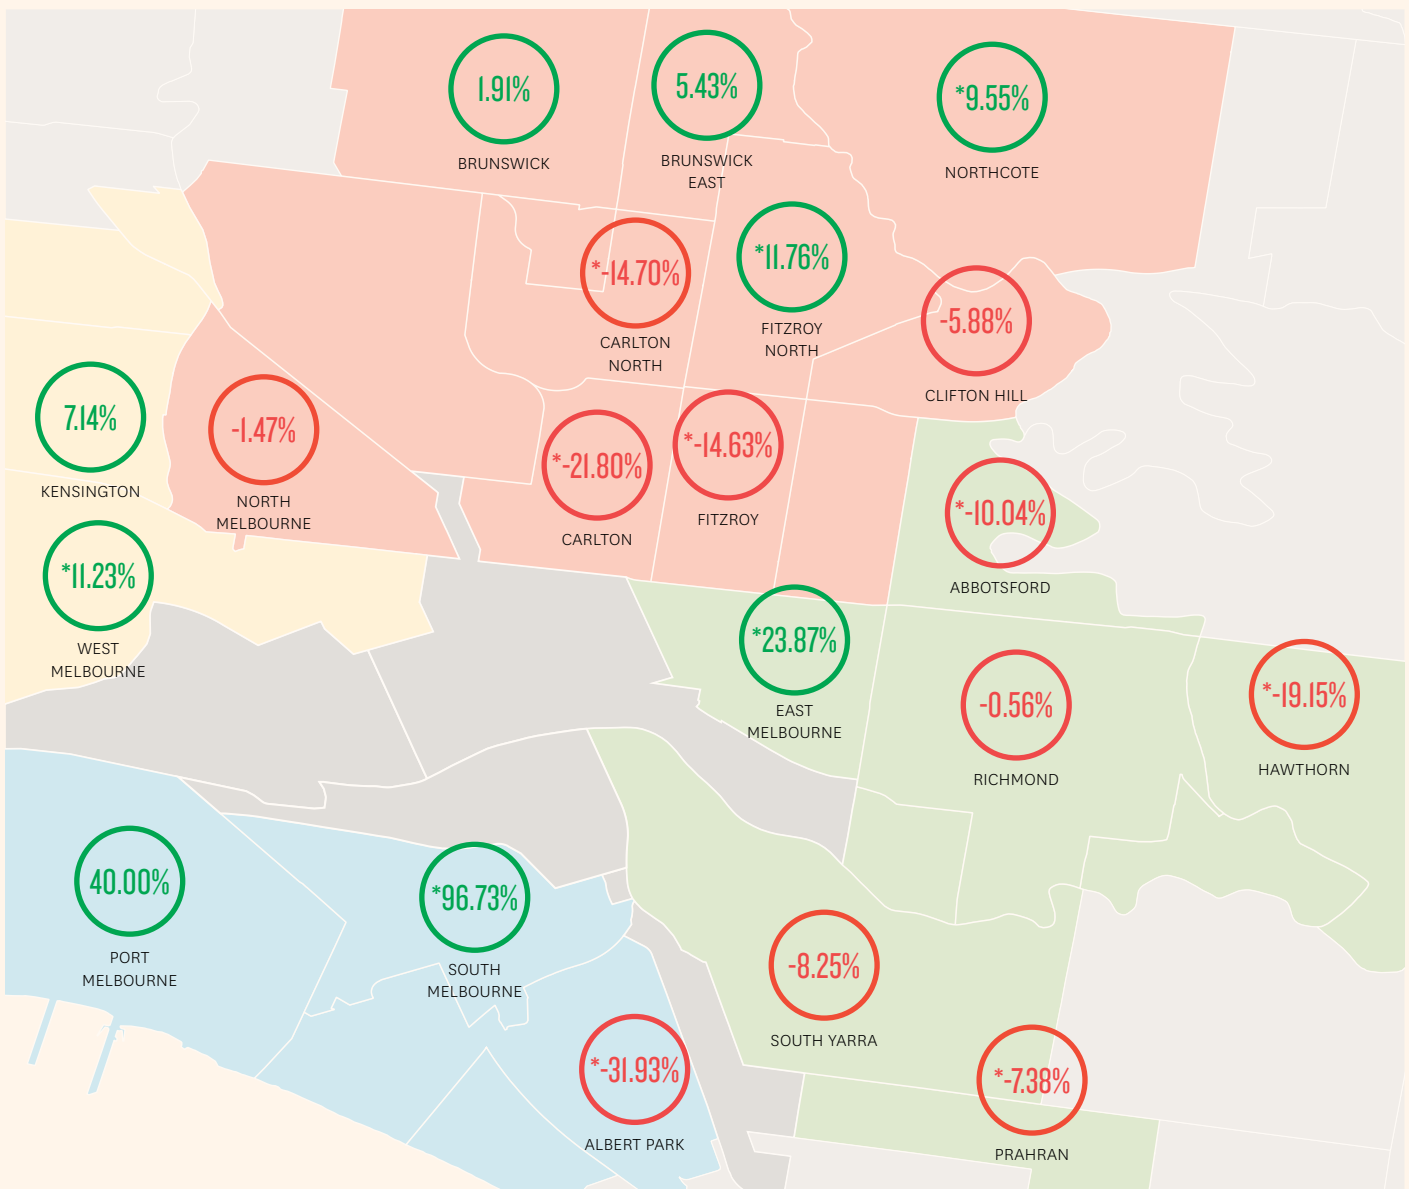 1.91%
BRUNSWICK
5.43%
BRUNSWICK
EAST
*9.55%
NORTHCOTE
*-14.70%
CARLTON
NORTH
*11.76%
FITZROY
NORTH
-5.88%
CLIFTON HILL
7.14%
KENSINGTON
-1.47%
NORTH
MELBOURNE
*-21.80%
CARLTON
*-14.63%
FITZROY
*-10.04%
ABBOTSFORD
*11.23%
WEST
MELBOURNE
*23.87%
EAST
MELBOURNE
-0.56%
RICHMOND
*-19.15%
HAWTHORN
40.00%
PORT
MELBOURNE
*96.73%
SOUTH
MELBOURNE
-8.25%
SOUTH YARRA
*-31.93%
ALBERT PARK
*-7.38%
PRAHRAN